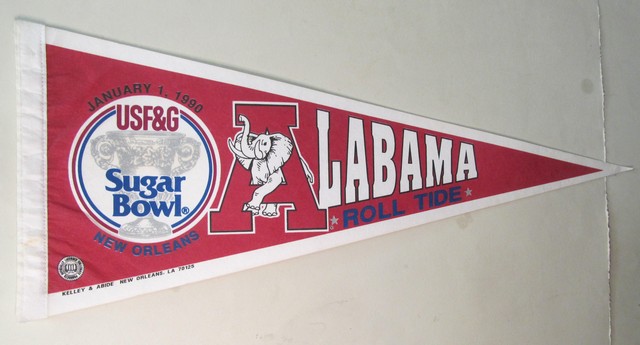 JANUARY 1, 1990
USF&G
Sugar
Bowl®
NEW ORLEANS
ALABAMA
★ROLL TIDE★
KELLEY & ABIDE NEW ORLEANS, LA 70125